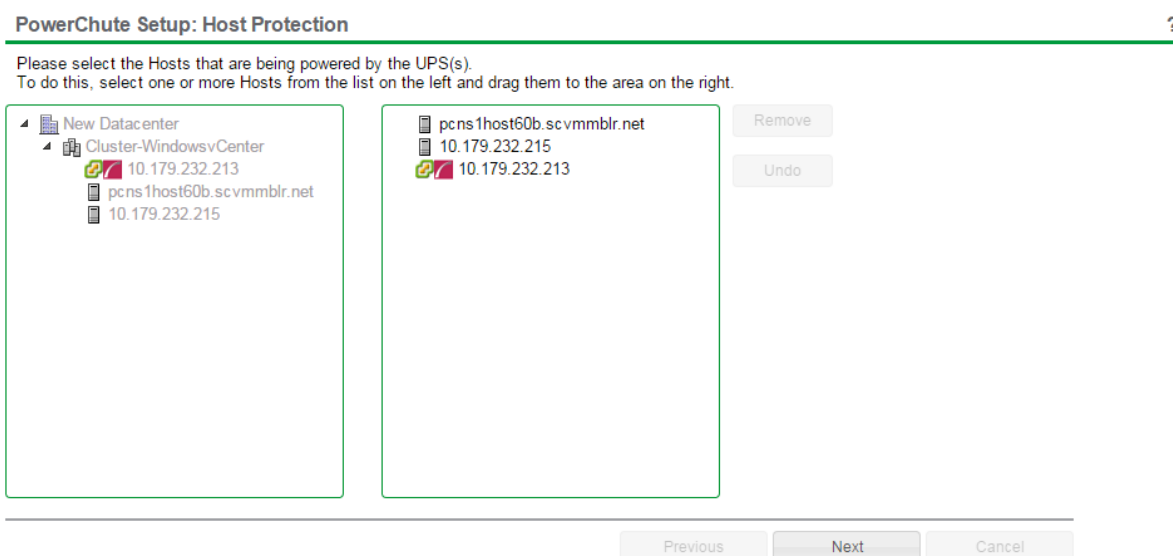 PowerChute Setup: Host Protection
?
Please select the Hosts that are being powered by the UPS(s).
To do this, select one or more Hosts from the list on the left and drag them to the area on the right.
New Datacenter
Cluster-WindowsvCenter
10.179.232.213
pcns1host60b.scvmmblr.net
10.179.232.215
pcns1host60b.scvmmblr.net
10.179.232.215
10.179.232.213
Remove
Undo
Previous
Next
Cancel